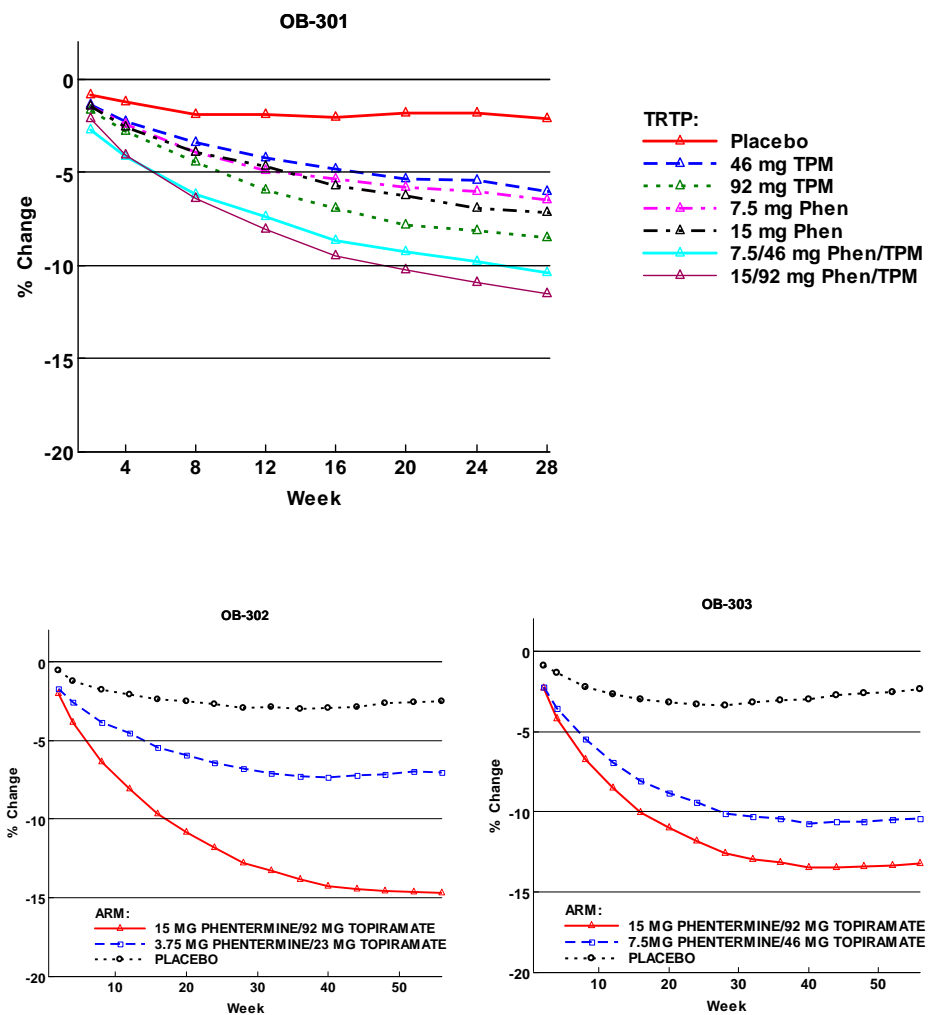 OB-301
0
-5
-10
-15
-20
% Change
4 8 12 16 20 24 28
Week
TRTP:
Placebo
46 mg TPM
92 mg TPM
7.5 mg Phen
15 mg Phen
7.5/46 mg Phen/TPM
15/92 mg Phen/TPM
OB-302
0
-5
-10
-15
-20
% Change
ARM:
15 MG PHENTERMINE/92 MG TOPIRAMATE
3.75 MG PHENTERMINE/23 MG TOPIRAMATE
PLACEBO
10 20 30 40 50
Week
OB-303
0
-5
-10
-15
-20
% Change
ARM:
15 MG PHENTERMINE/92 MG TOPIRAMATE
7.5MG PHENTERMINE/46 MG TOPIRAMATE
PLACEBO
10 20 30 40 50
Week